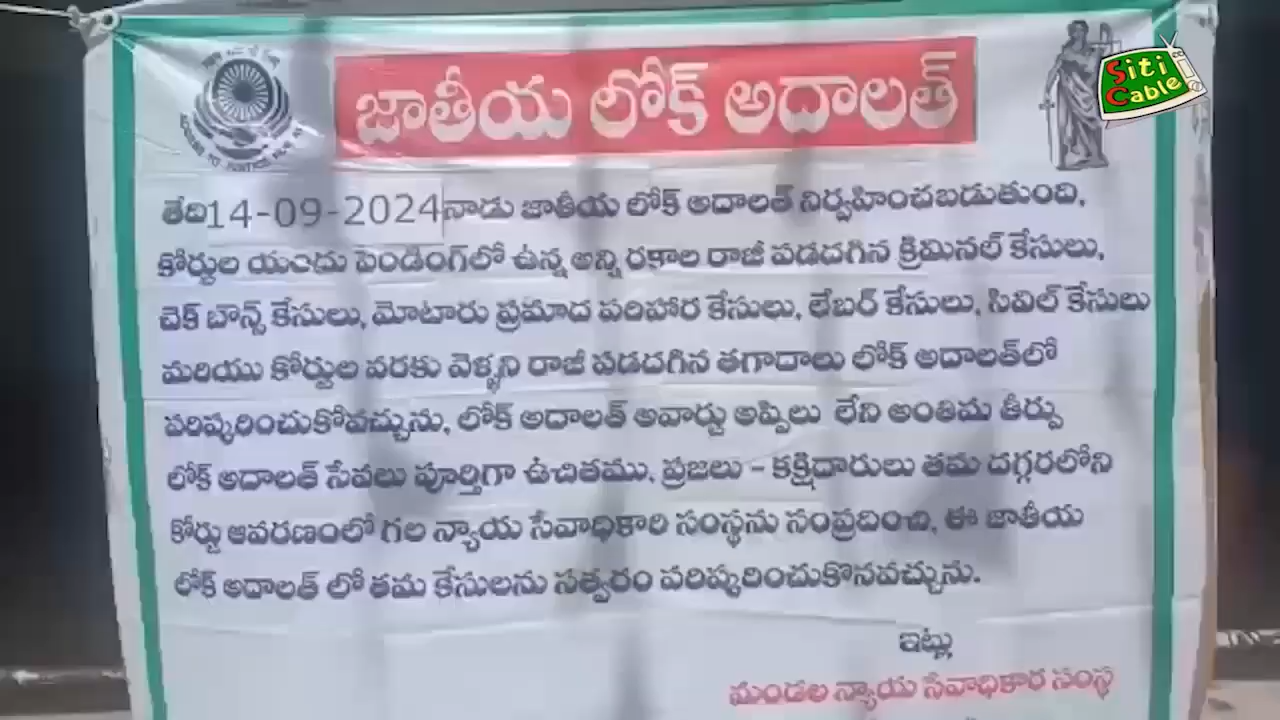 జాతీయ లోక్ అదాలత్
Siti Cable
తేది 14-09-2024 నాడు జాతీయ లోక్ అదాలత్ నిర్వహించబడుతుంది,
కోర్టుల యందు పెండింగ్‌లో ఉన్న అన్ని రకాల రాజీ పడదగిన క్రిమినల్ కేసులు,
చెక్ బౌన్స్ కేసులు, మోటారు ప్రమాద పరిహార కేసులు, లేబర్ కేసులు, సివిల్ కేసులు
మరియు కోర్టుల వరకు వెళ్ళని రాజీ పడదగిన తగాదాలు లోక్ అదాలత్‌లో
పరిష్కరించుకోవచ్చును, లోక్ అదాలత్ అవార్డు అప్పిలు లేని అంతిమ తీర్పు
లోక్ అదాలత్ సేవలు పూర్తిగా ఉచితము, ప్రజలు - కక్షిదారులు తమ దగ్గరలోని
కోర్టు ఆవరణంలో గల న్యాయ సేవాధికారి సంస్థను సంప్రదించి, ఈ జాతీయ
లోక్ అదాలత్ లో తమ కేసులను సత్వరం పరిష్కరించుకొనవచ్చును.
ఇట్లు,
మండల న్యాయ సేవాధికార సంస్థ